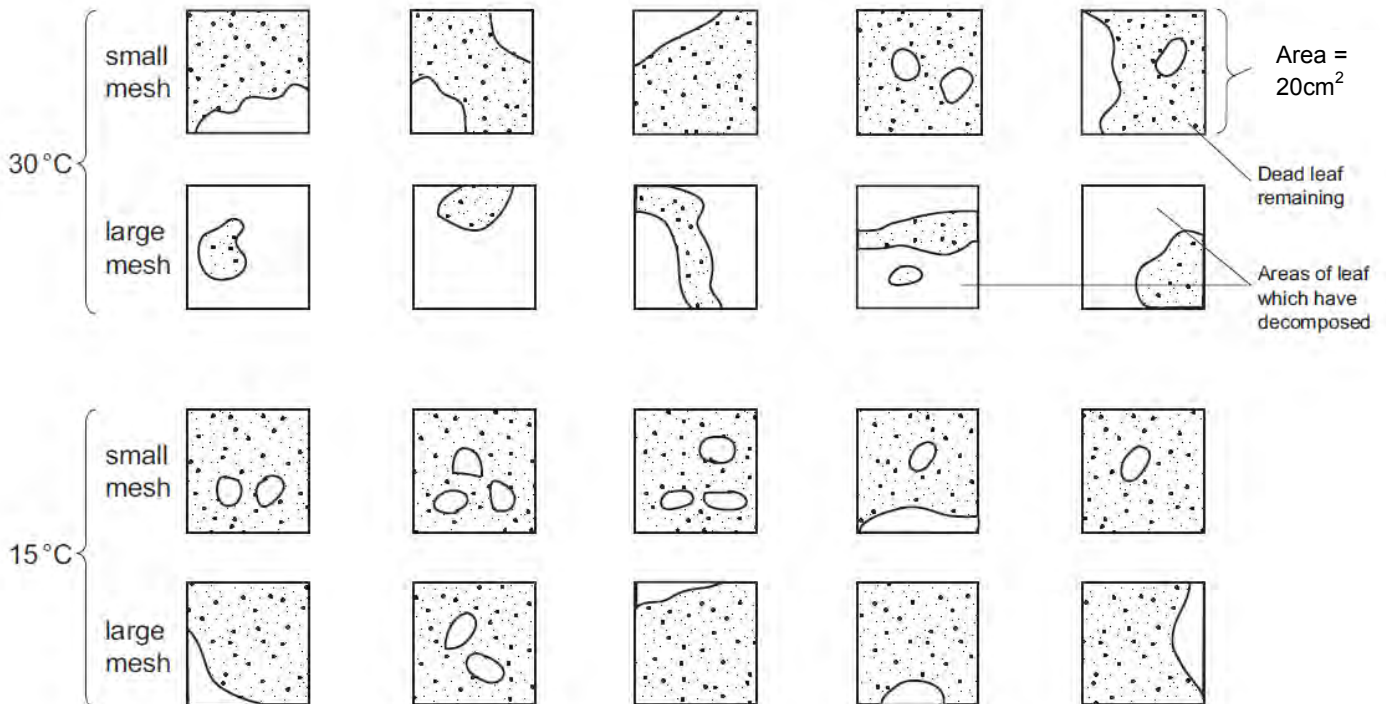 small
mesh
Area =
20cm²
30°C
Dead leaf
remaining
large
mesh
Areas of leaf
which have
decomposed
small
mesh
15°C
large
mesh